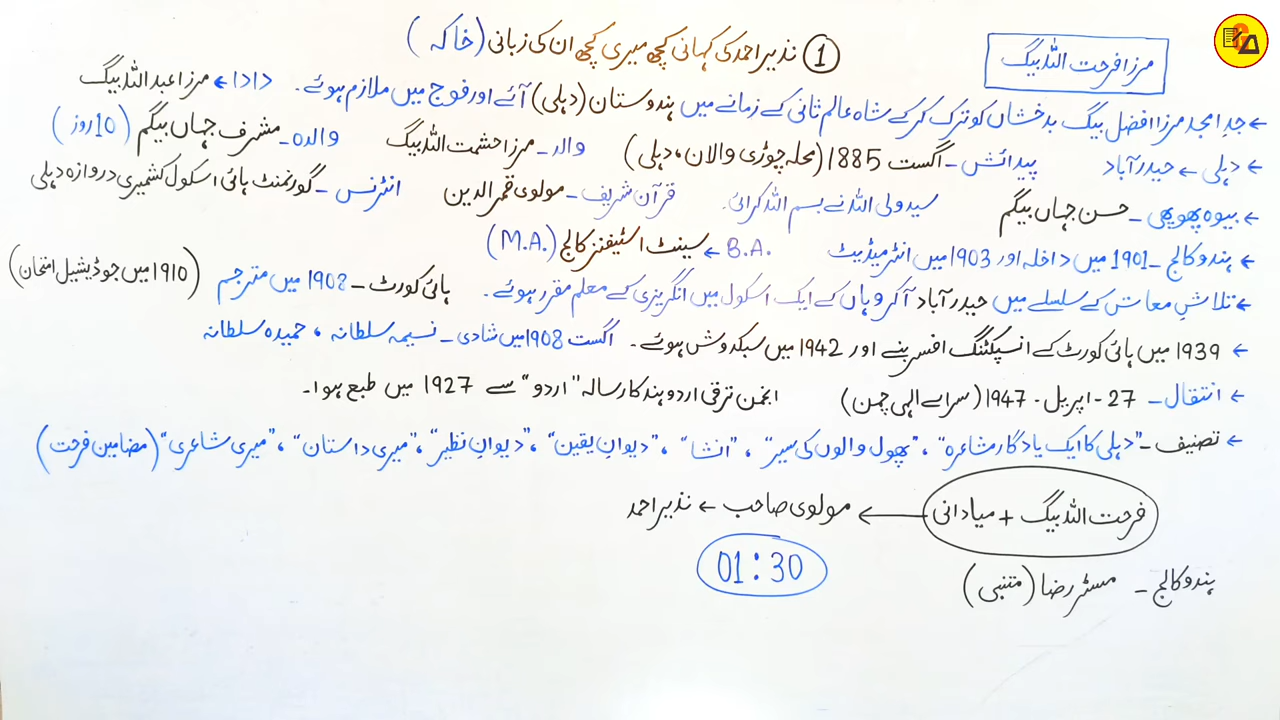 مرزا فرحت اللہ بیگ
① نذیر احمد کی کہانی کچھ میری کچھ ان کی زبانی (خاکہ)
← جدِ امجد مرزا افضل بیگ بدخشاں کو ترک کر کے شاہ عالم ثانی کے زمانے میں ہندوستان (دہلی) آئے اور فوج میں ملازم ہوئے۔ دادا ← مرزا عبد اللہ بیگ
← دہلی ← حیدرآباد پیدائش ـ اگست 1885 (محلہ چوڑی والان، دہلی) والد ـ مرزا حشمت اللہ بیگ والدہ ـ مشرف جہاں بیگم (10 روز)
← بیوہ پھوپھی ـ حسن جہاں بیگم سید ولی اللہ نے بسم اللہ کرائی۔ قرآن شریف ـ مولوی قمر الدین انٹرنس ـ گورنمنٹ ہائی اسکول کشمیری دروازہ دہلی
← ہندو کالج ـ 1901 میں داخلہ اور 1903 میں انٹرمیڈیٹ B.A. ← سینٹ اسٹیفنز کالج (M.A.)
← تلاشِ معاش کے سلسلے میں حیدرآباد آکر وہاں کے ایک اسکول میں انگریزی کے معلم مقرر ہوئے۔ ہائی کورٹ ـ 1908 میں مترجم (1910 میں جوڈیشیل امتحان)
← 1939 میں ہائی کورٹ کے انسپکٹنگ افسر بنے اور 1942 میں سبکدوش ہوئے۔ اگست 1908 میں شادی ـ نسیمہ سلطانہ ، حمیدہ سلطانہ
← انتقال ـ 27 - اپریل - 1947 (سرایے الہی چمن) انجمن ترقی اردو ہند کا رسالہ "اردو" سے 1927 میں طبع ہوا۔
← تصنیف ـ "دہلی کا ایک یادگار مشاعرہ"، "پھول والوں کی سیر"، "انشا"، "دیوانِ یقین"، "دیوانِ نظیر"، "میری داستان"، "میری شاعری" (مضامین فرحت)
فرحت اللہ بیگ + میاں دانی ← مولوی صاحب ← نذیر احمد
01:30
ہندو کالج ـ مسٹر رضا (متبنی)